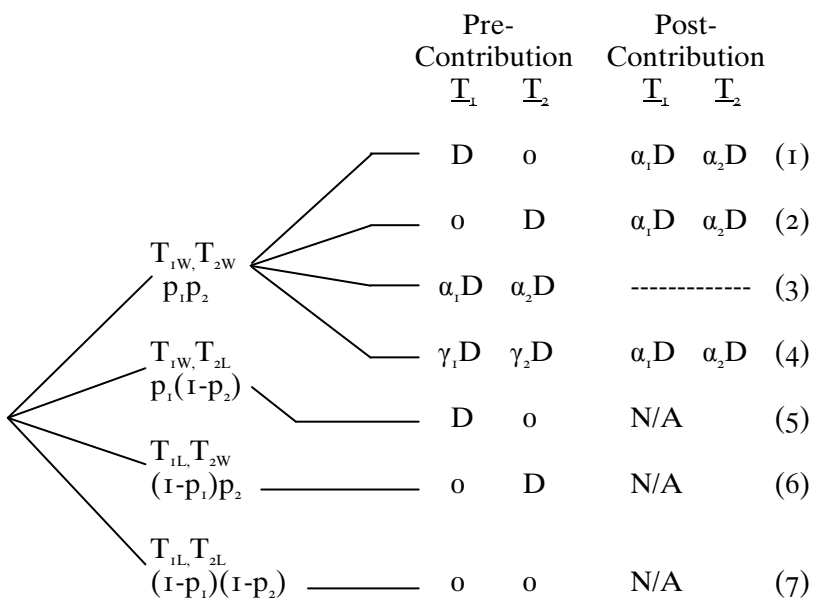 Pre- Post-
Contribution Contribution
T₁ T₂ T₁ T₂
D 0 α₁D α₂D (1)
0 D α₁D α₂D (2)
T₁W,T₂W
p₁p₂
α₁D α₂D ------------- (3)
T₁W,T₂L
γ₁D γ₂D α₁D α₂D (4)
p₁(1-p₂)
D 0 N/A (5)
T₁L,T₂W
(1-p₁)p₂ 0 D N/A (6)
T₁L,T₂L
(1-p₁)(1-p₂) 0 0 N/A (7)